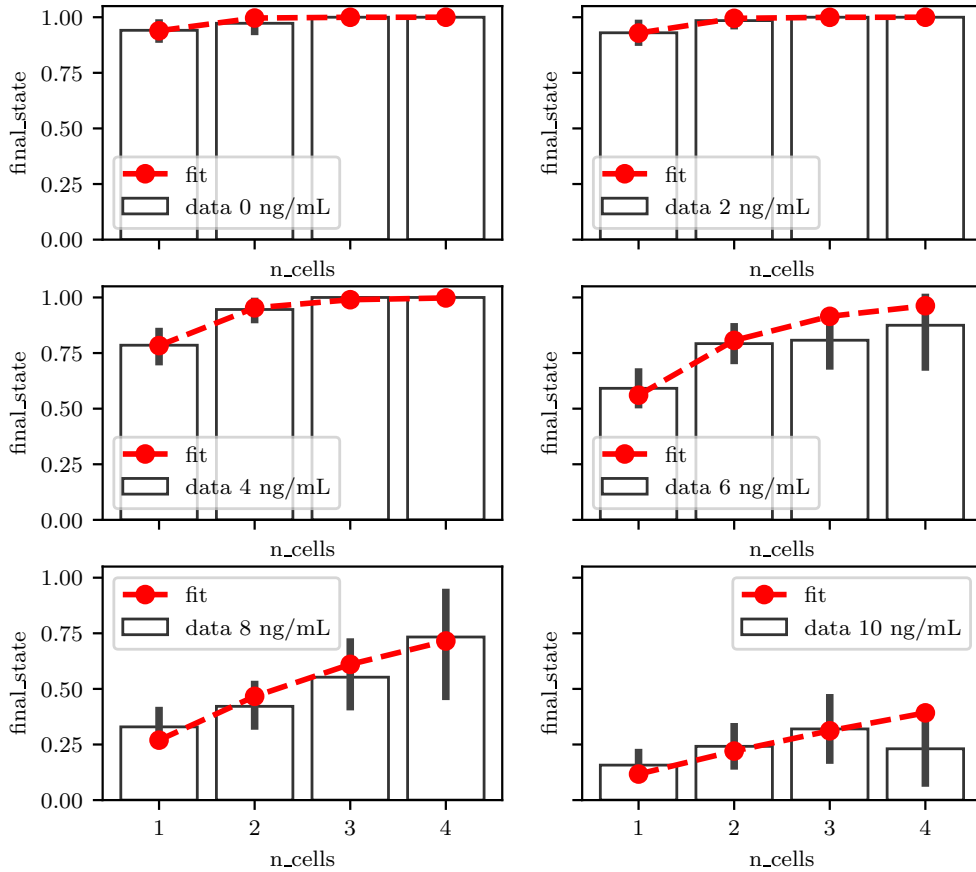 1.00
0.75
0.50
0.25
0.00
final_state
n_cells
fit
data 0 ng/mL
final_state
n_cells
fit
data 2 ng/mL
1.00
0.75
0.50
0.25
0.00
final_state
n_cells
fit
data 4 ng/mL
final_state
n_cells
fit
data 6 ng/mL
1.00
0.75
0.50
0.25
0.00
final_state
fit
data 8 ng/mL
1 2 3 4
n_cells
final_state
fit
data 10 ng/mL
1 2 3 4
n_cells